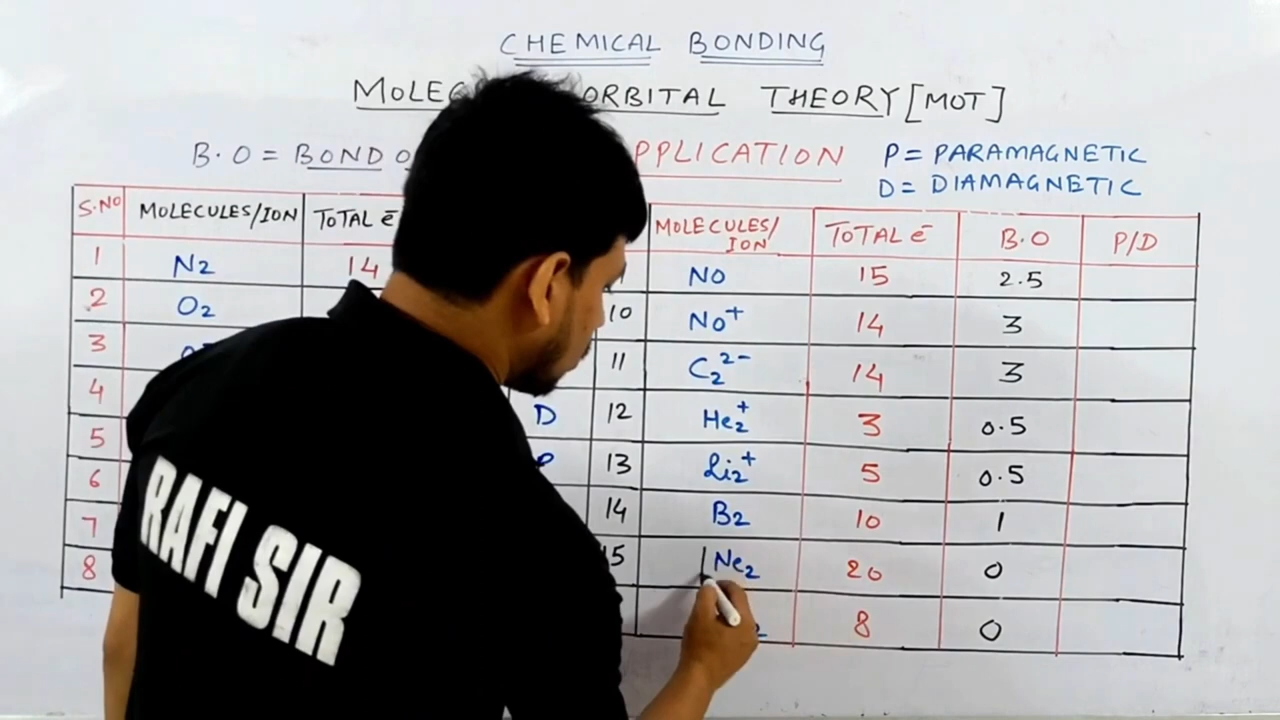 CHEMICAL BONDING
ORBITAL THEORY [MOT]
B.O = BOND PPLICATION P = PARAMAGNETIC
D = DIAMAGNETIC
S.NO MOLECULES/ION TOTAL ē MOLECULES/ION TOTAL ē B.O P/D
1 N2 14 NO 15 2.5
2 O2 10 NO+ 14 3
3 11 C2 2- 14 3
4 D 12 He2+ 3 0.5
5 13 Li2+ 5 0.5
6 14 B2 10 1
7 15 Ne2 20 0
8 8 0
RAFI SIR